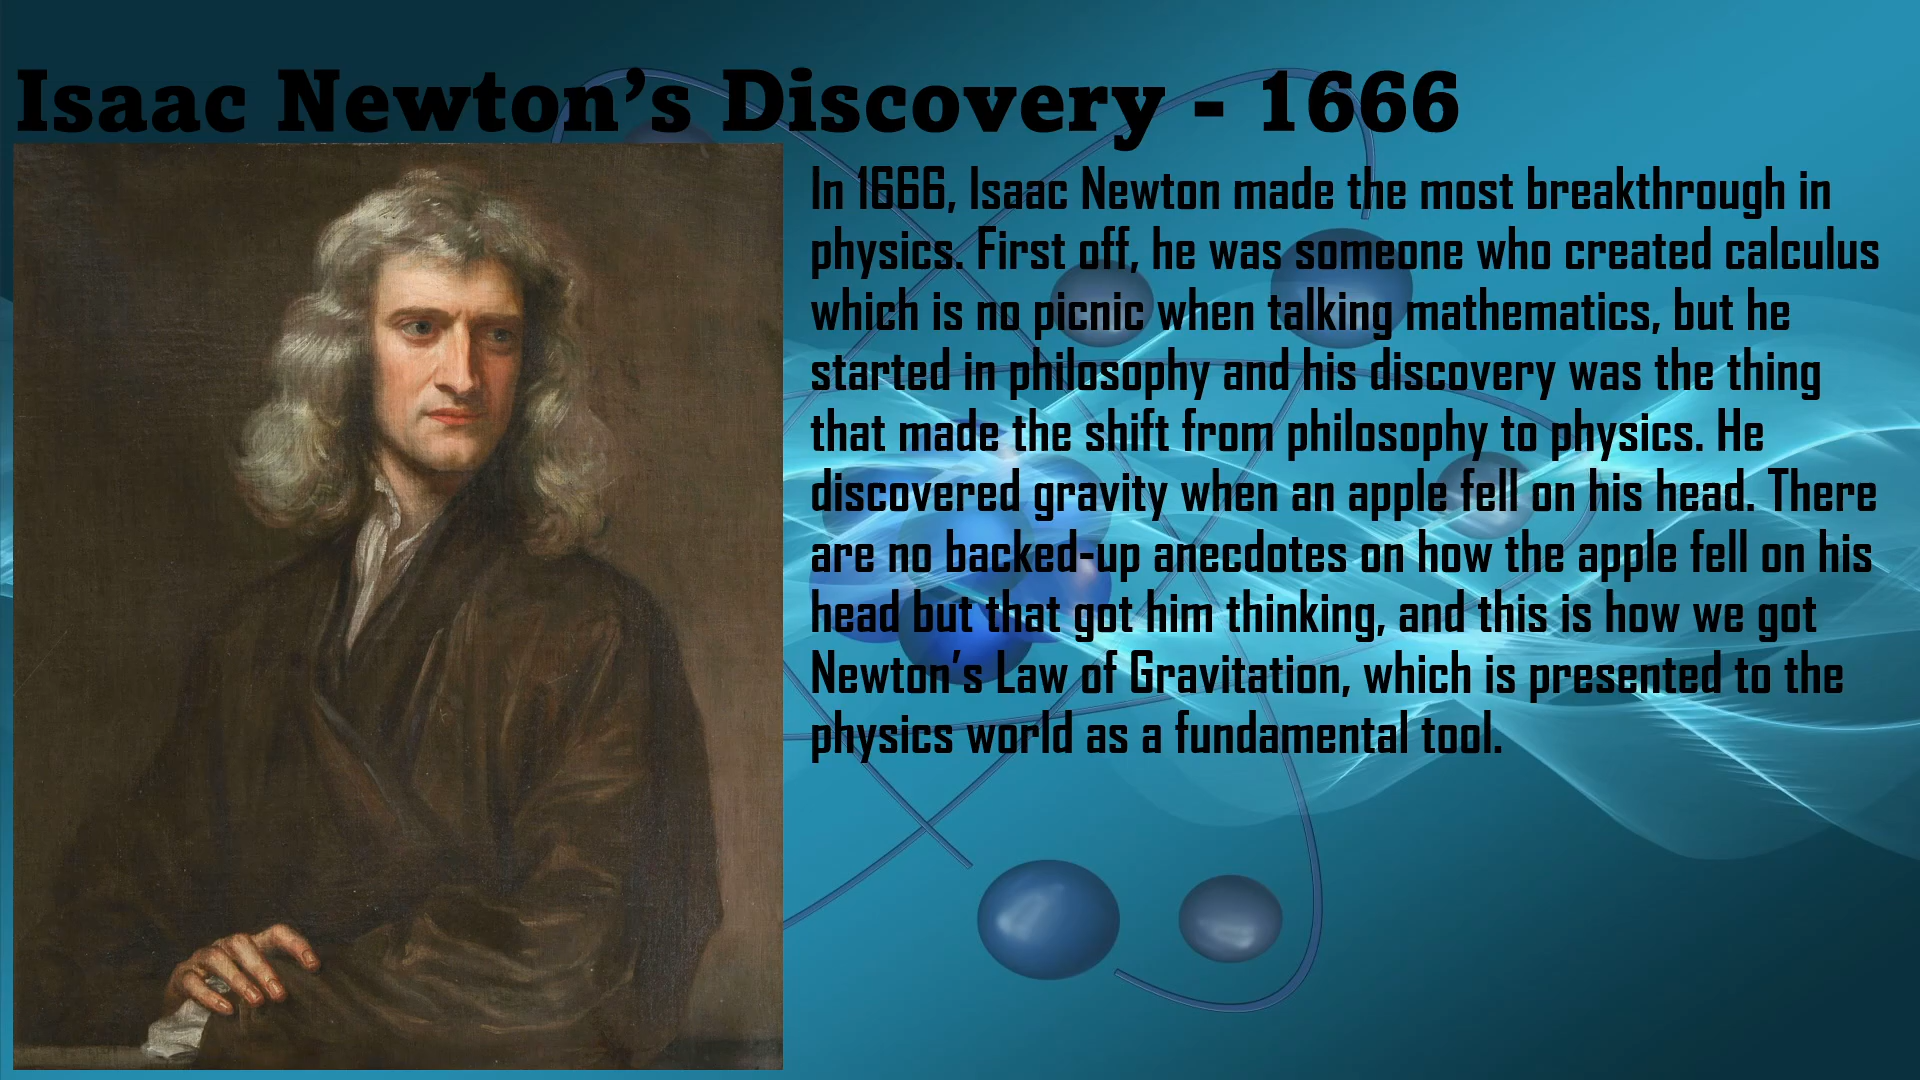 Isaac Newton’s Discovery - 1666
In 1666, Isaac Newton made the most breakthrough in
physics. First off, he was someone who created calculus
which is no picnic when talking mathematics, but he
started in philosophy and his discovery was the thing
that made the shift from philosophy to physics. He
discovered gravity when an apple fell on his head. There
are no backed-up anecdotes on how the apple fell on his
head but that got him thinking, and this is how we got
Newton’s Law of Gravitation, which is presented to the
physics world as a fundamental tool.